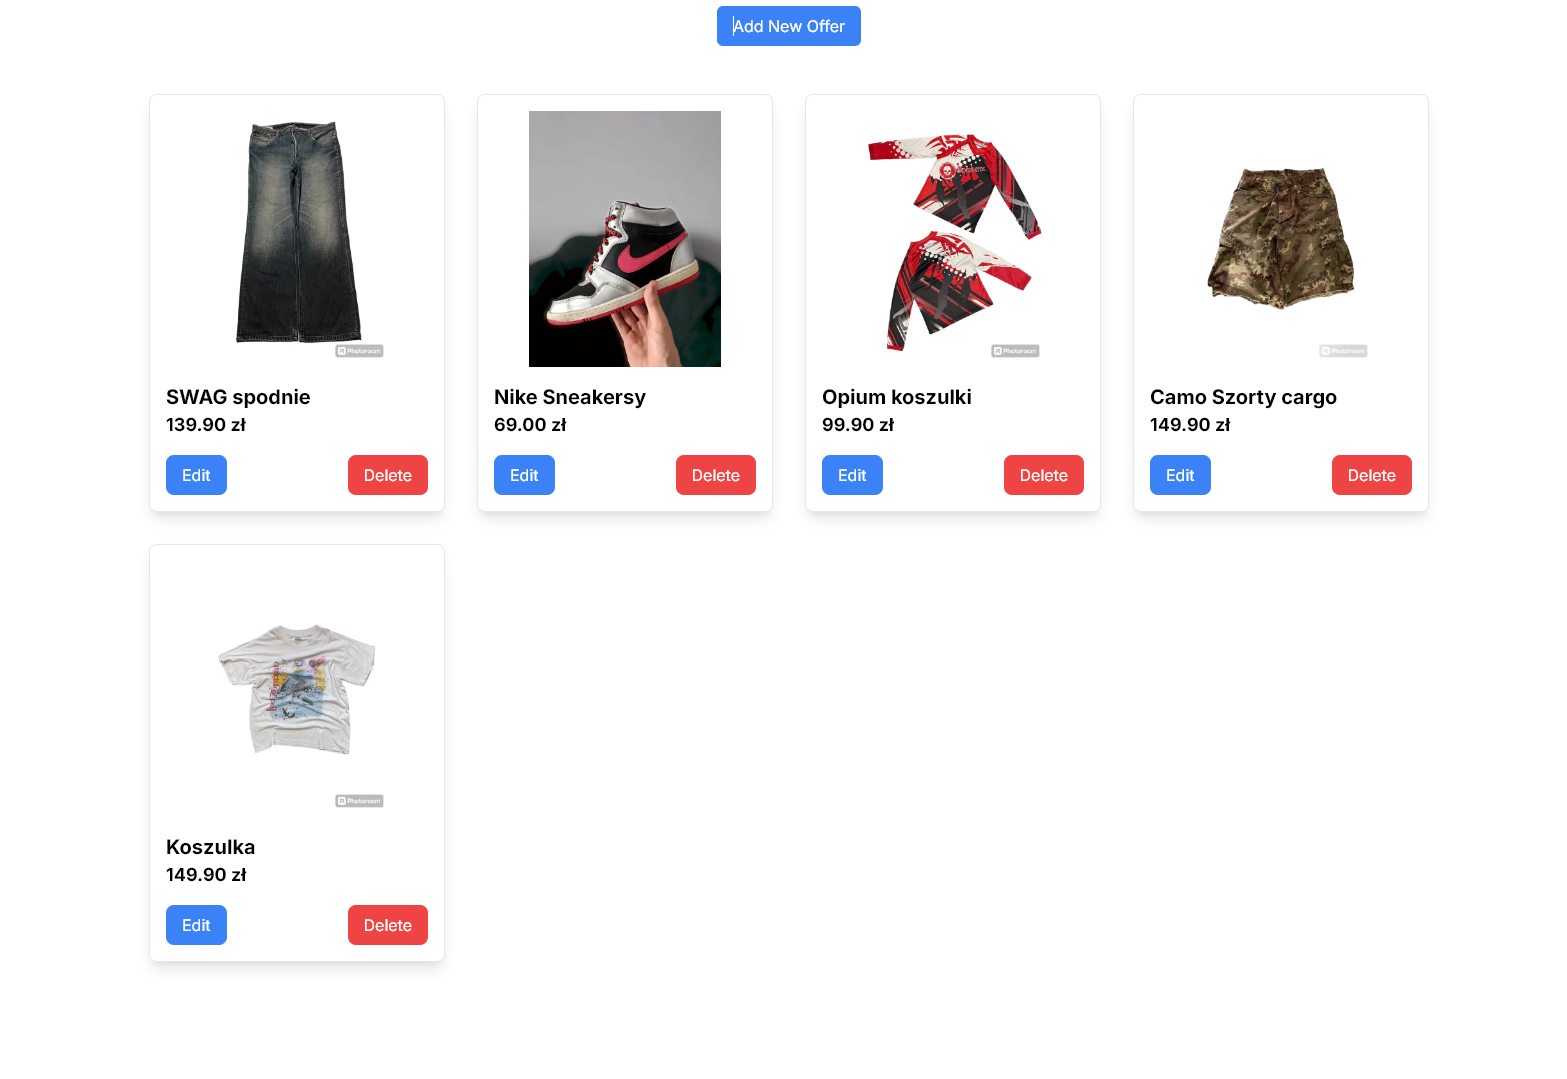 Add New Offer
Photoroom
Photoroom
Photoroom
SWAG spodnie
Nike Sneakersy
Opium koszulki
Camo Szorty cargo
139.90 zł
69.00 zł
99.90 zł
149.90 zł
Edit
Delete
Edit
Delete
Edit
Delete
Edit
Delete
Photoroom
Koszulka
149.90 zł
Edit
Delete